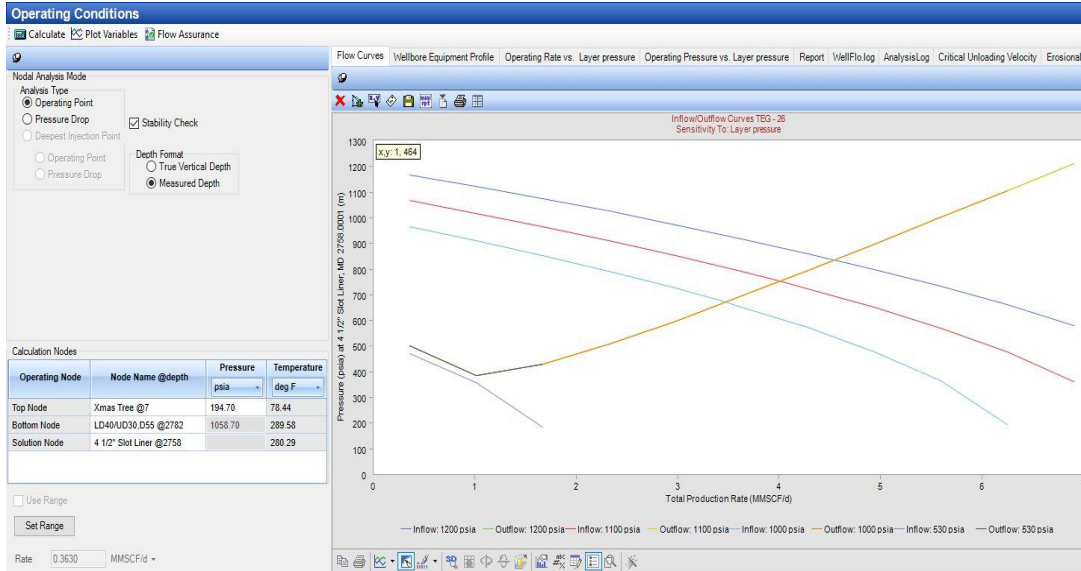 Operating Conditions
Calculate Plot Variables Flow Assurance
Nodal Analysis Mode
Analysis Type
Operating Point
Pressure Drop
Deepest Injection Point
Operating Point
Pressure Drop
Stability Check
Depth Format
True Vertical Depth
Measured Depth
Calculation Nodes
Operating Node Node Name @depth Pressure Temperature
psia deg F
Top Node Xmas Tree @7 194.70 78.44
Bottom Node LD40/UD30,D55 @2782 1058.70 289.58
Solution Node 4 1/2" Slot Liner @2758 280.29
Use Range
Set Range
Rate 0.3630 MMSCF/d
Flow Curves Wellbore Equipment Profile Operating Rate vs. Layer pressure Operating Pressure vs. Layer pressure Report WellFlo.log AnalysisLog Critical Unloading Velocity Erosional
Inflow/Outflow Curves TEG - 26
Sensitivity To: Layer pressure
x,y: 1, 464
Pressure (psia) at 4 1/2" Slot Liner, MD 2758.0001 (m)
1300
1200
1100
1000
900
800
700
600
500
400
300
200
100
0
0 1 2 3 4 5 6
Total Production Rate (MMSCF/d)
Inflow: 1200 psia Outflow: 1200 psia Inflow: 1100 psia Outflow: 1100 psia Inflow: 1000 psia Outflow: 1000 psia Inflow: 530 psia Outflow: 530 psia